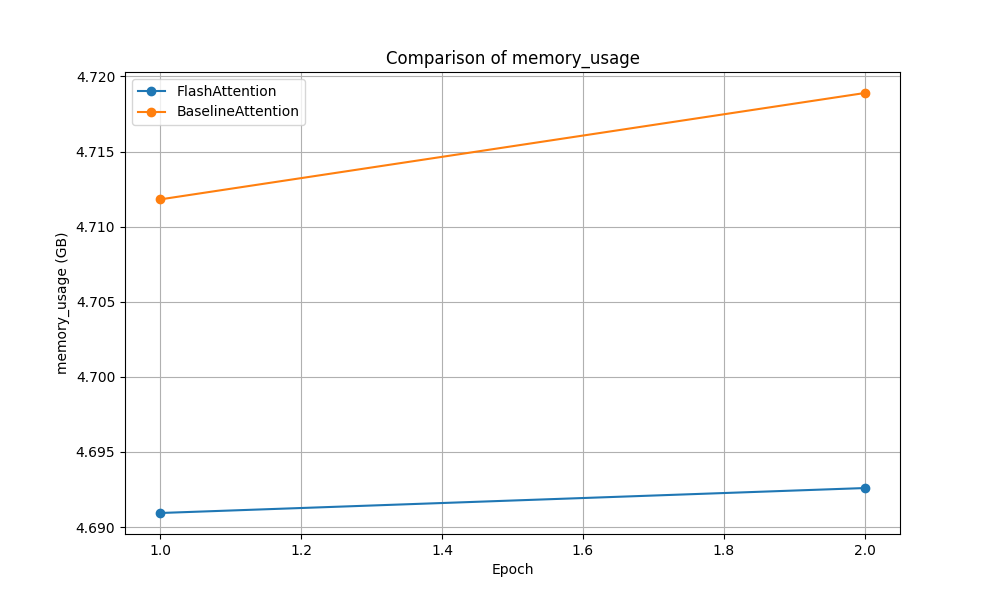 Comparison of memory_usage
FlashAttention
BaselineAttention
memory_usage (GB)
4.720
4.715
4.710
4.705
4.700
4.695
4.690
1.0 1.2 1.4 1.6 1.8 2.0
Epoch